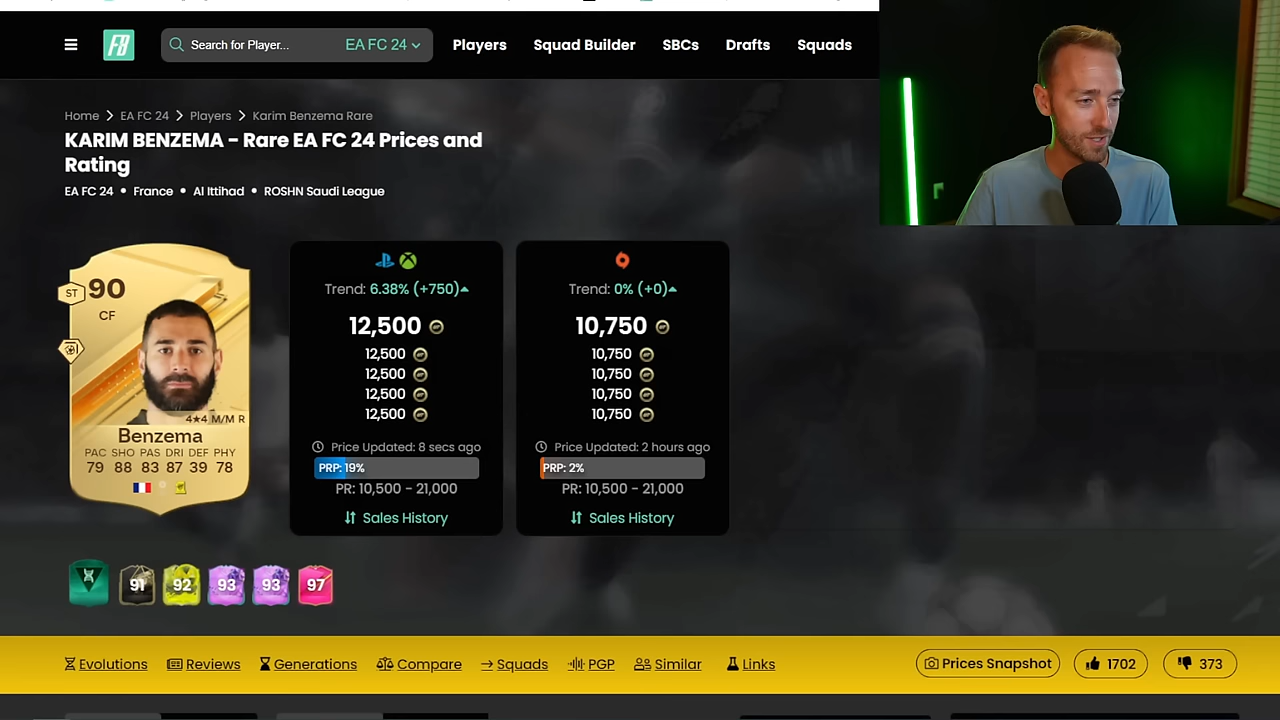 FB
Search for Player...
EA FC 24
Players
Squad Builder
SBCs
Drafts
Squads
Home
EA FC 24
Players
Karim Benzema Rare
KARIM BENZEMA - Rare EA FC 24 Prices and
Rating
EA FC 24 • France • Al Ittihad • ROSHN Saudi League
ST
90
CF
4★4 M/M R
Benzema
PAC SHO PAS DRI DEF PHY
79 88 83 87 39 78
Trend: 6.38% (+750)
12,500
12,500
12,500
12,500
12,500
Price Updated: 8 secs ago
PRP: 19%
PR: 10,500 - 21,000
Sales History
Trend: 0% (+0)
10,750
10,750
10,750
10,750
10,750
Price Updated: 2 hours ago
PRP: 2%
PR: 10,500 - 21,000
Sales History
91
92
93
93
97
Evolutions
Reviews
Generations
Compare
Squads
PGP
Similar
Links
Prices Snapshot
1702
373